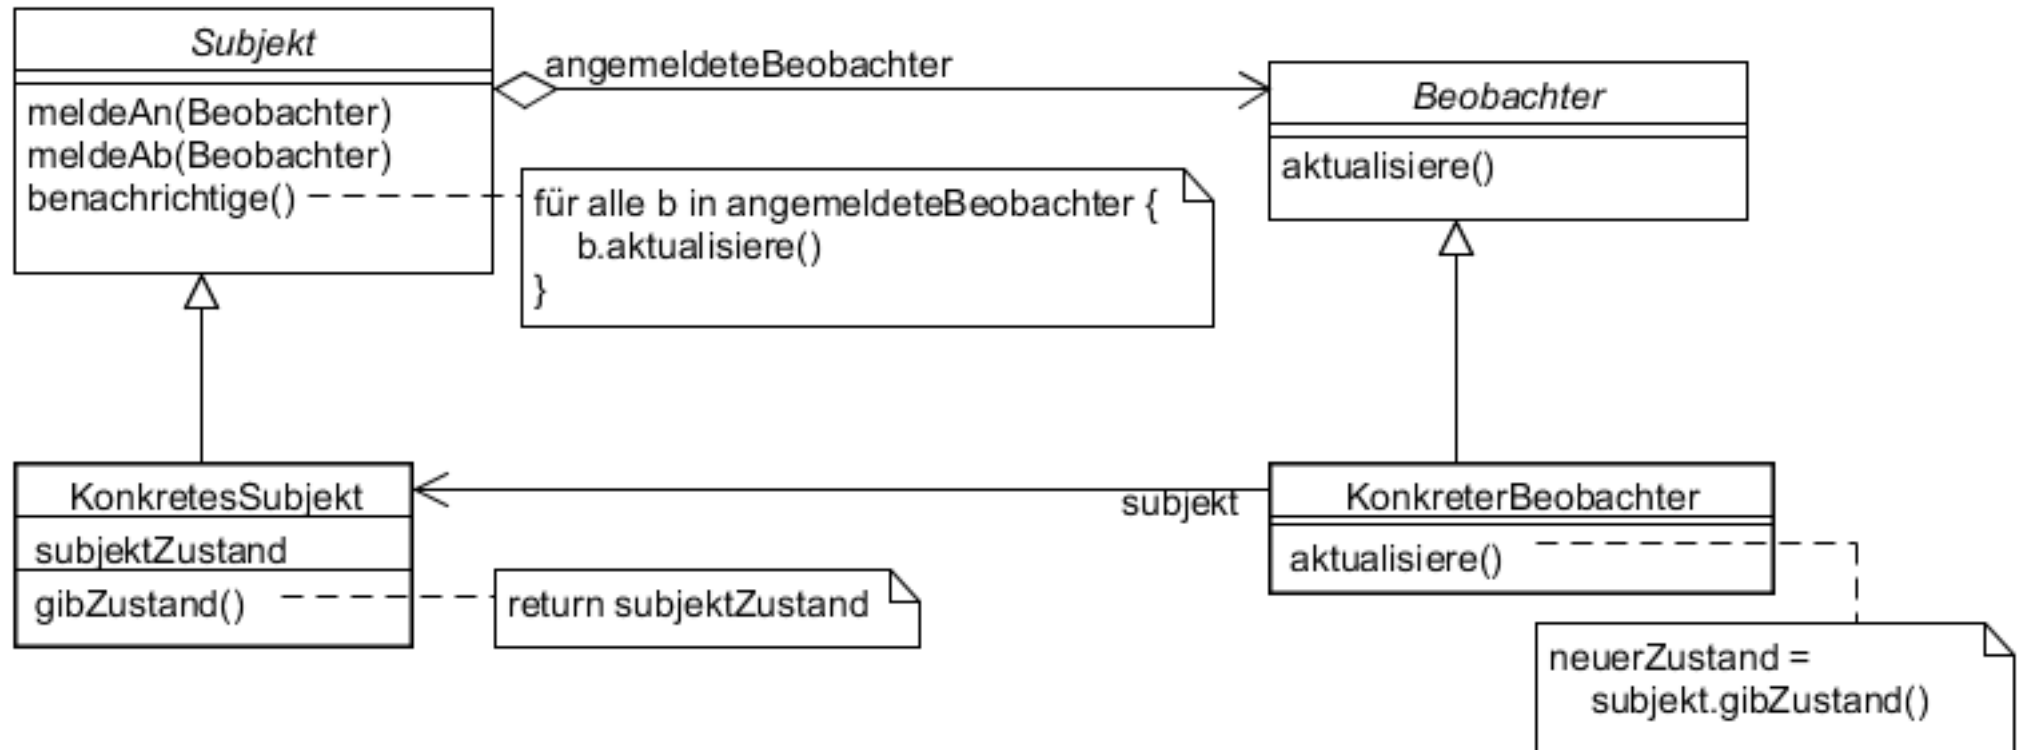 Subjekt
meldeAn(Beobachter)
meldeAb(Beobachter)
benachrichtige()
angemeldeteBeobachter
für alle b in angemeldeteBeobachter {
b.aktualisiere()
}
Beobachter
aktualisiere()
KonkretesSubjekt
subjektZustand
gibZustand()
return subjektZustand
subjekt
KonkreterBeobachter
aktualisiere()
neuerZustand =
subjekt.gibZustand()